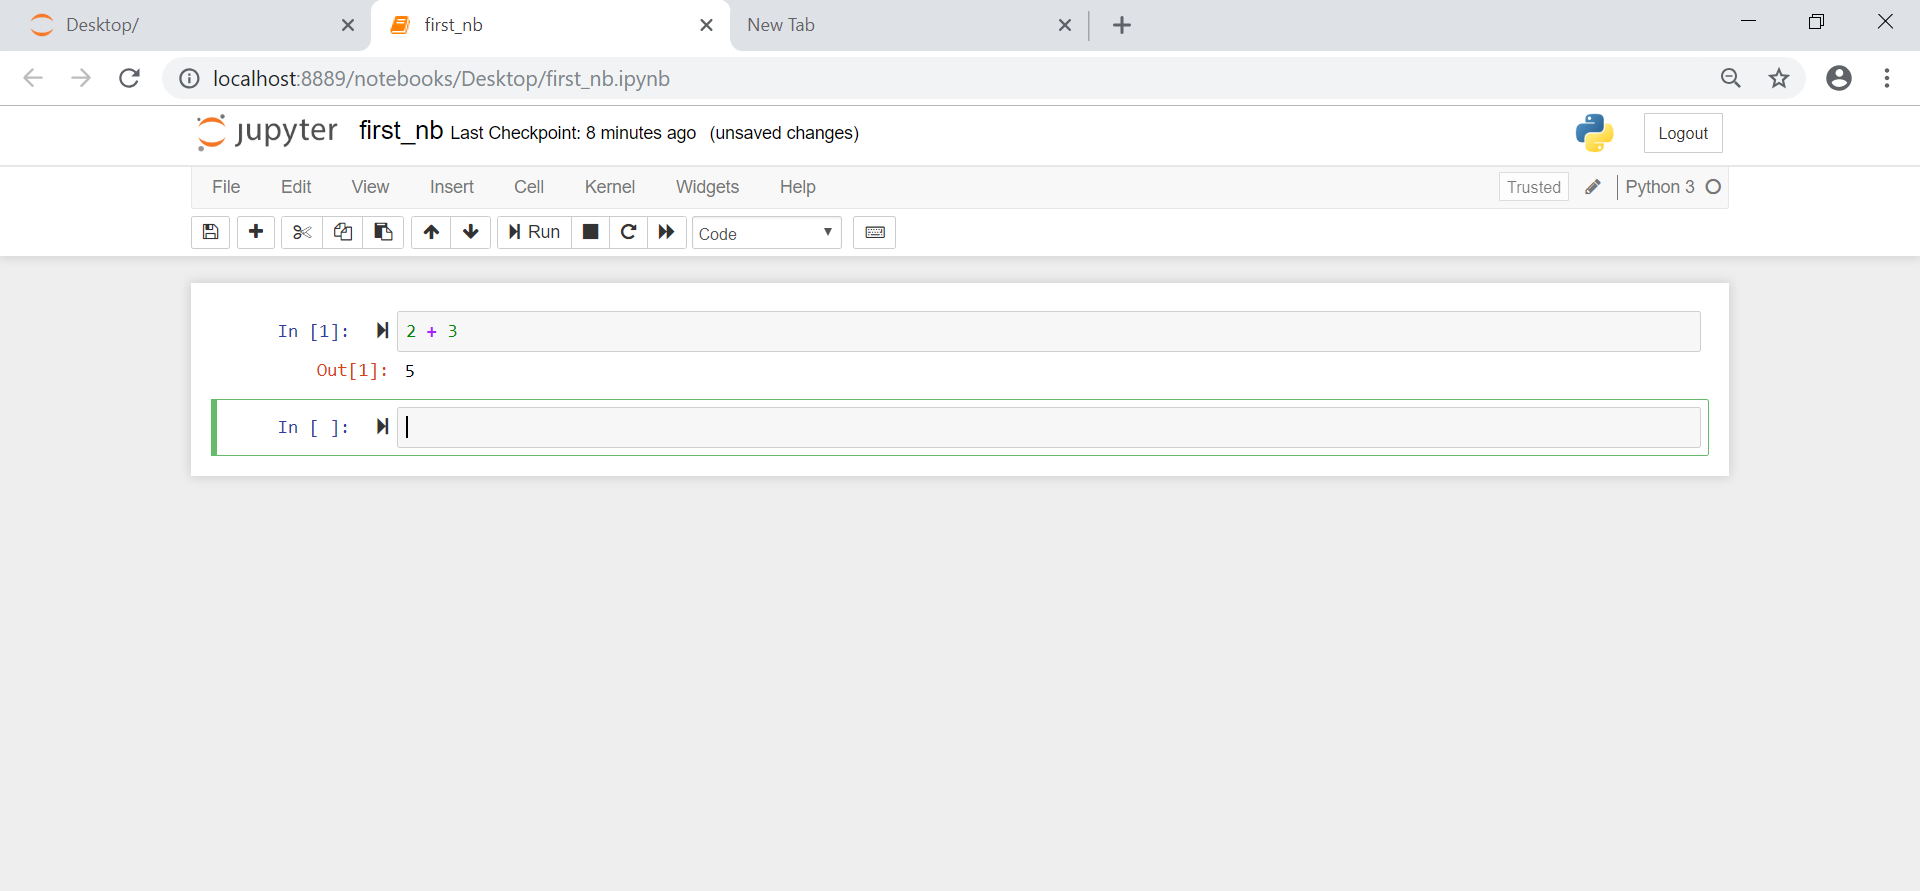 Desktop/ first_nb New Tab
localhost:8889/notebooks/Desktop/first_nb.ipynb
jupyter first_nb Last Checkpoint: 8 minutes ago (unsaved changes) Logout
File Edit View Insert Cell Kernel Widgets Help Trusted Python 3
Run Code
In [1]: 2 + 3
Out[1]: 5
In [ ]: